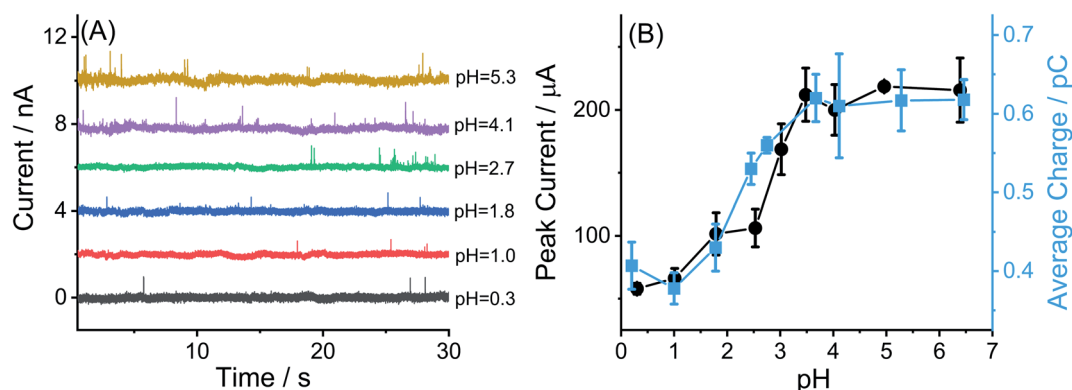 (A)
Current / nA
12
8
4
0
10
20
30
Time / s
pH=5.3
pH=4.1
pH=2.7
pH=1.8
pH=1.0
pH=0.3
(B)
Peak Current / µA
200
100
0
1
2
3
4
5
6
7
pH
0.7
0.6
0.5
0.4
Average Charge / pC